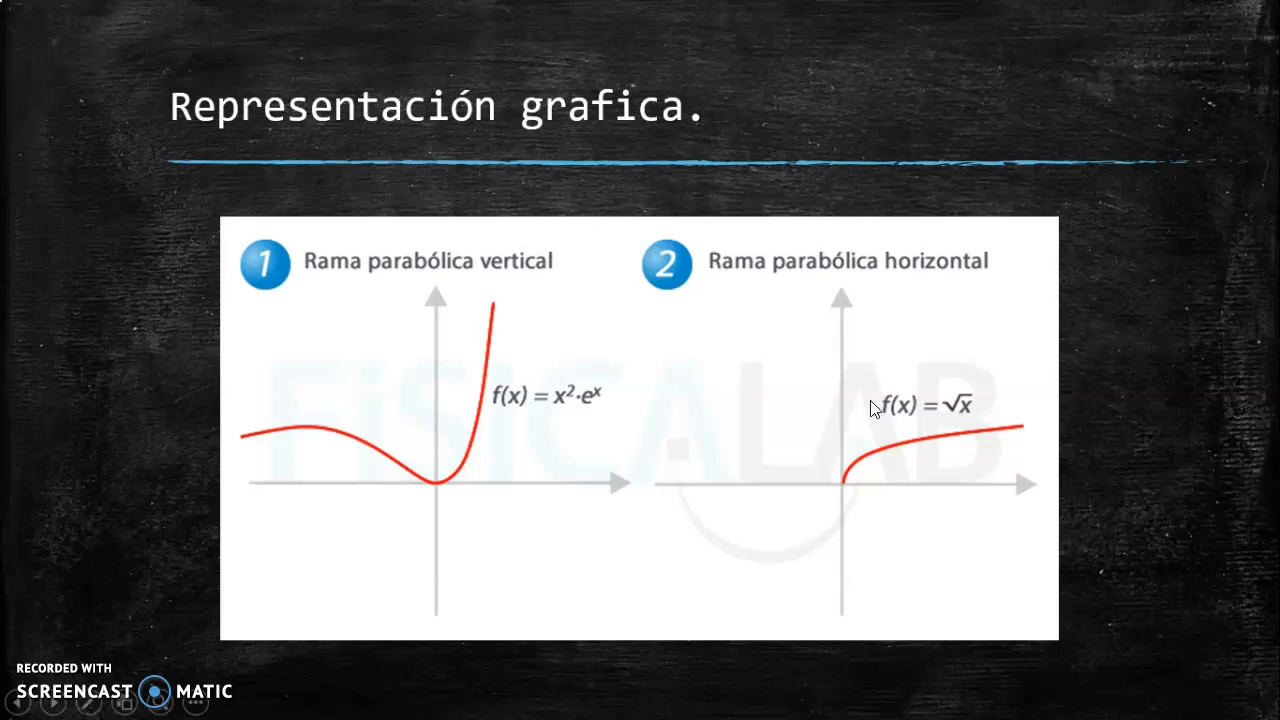 Representación grafica.
1 Rama parabólica vertical
2 Rama parabólica horizontal
f(x) = x²·eˣ
f(x) = √x
FiSICALAB
RECORDED WITH
SCREENCAST MATIC